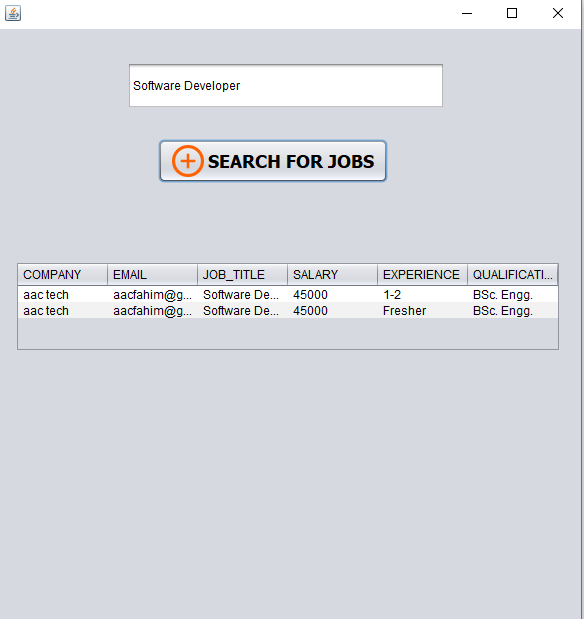 Software Developer
SEARCH FOR JOBS
COMPANY EMAIL JOB_TITLE SALARY EXPERIENCE QUALIFICATI...
aac tech aacfahim@g... Software De... 45000 1-2 BSc. Engg.
aac tech aacfahim@g... Software De... 45000 Fresher BSc. Engg.